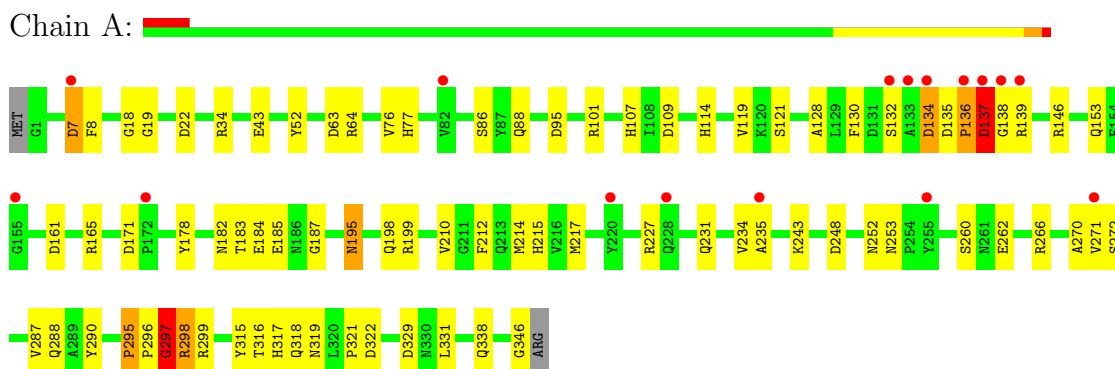 Chain A:
MET G1 D7 F8 G18 G19 D22 R34 E43 Y52 D63 R64 V76 H77 V82 S86 Y87 Q88 D95 R101 H107 I108 D109 H114 V119 K120 S121 A128 L129 F130 D131 S132 A133 D134 D135 P136 D137 G138 R139 R146 Q153 E154
G155 D161 R165 D171 P172 Y178 N182 T183 E184 E185 N186 G187 N195 Q198 R199 V210 G211 F212 Q213 M214 H215 V216 M217 Y220 R227 Q228 Q231 V234 A235 K243 D248 N252 N253 P254 Y255 S260 N261 E262 R266 A270 V271 S272
V287 Q288 A289 Y290 P295 P296 G297 R298 R299 Y315 T316 H317 Q318 N319 L320 P321 D322 D329 N330 L331 Q338 G346 ARG